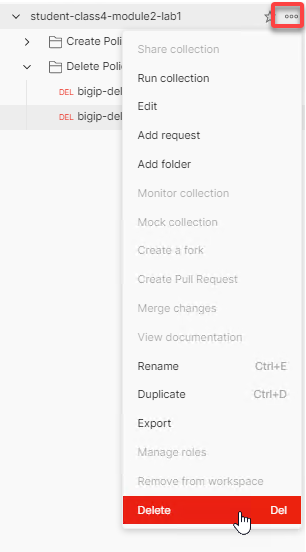 student-class4-module2-lab1
Create Poli
Delete Polic
DEL bigip-del
DEL bigip-del
Share collection
Run collection
Edit
Add request
Add folder
Monitor collection
Mock collection
Create a fork
Create Pull Request
Merge changes
View documentation
Rename Ctrl+E
Duplicate Ctrl+D
Export
Manage roles
Remove from workspace
Delete Del